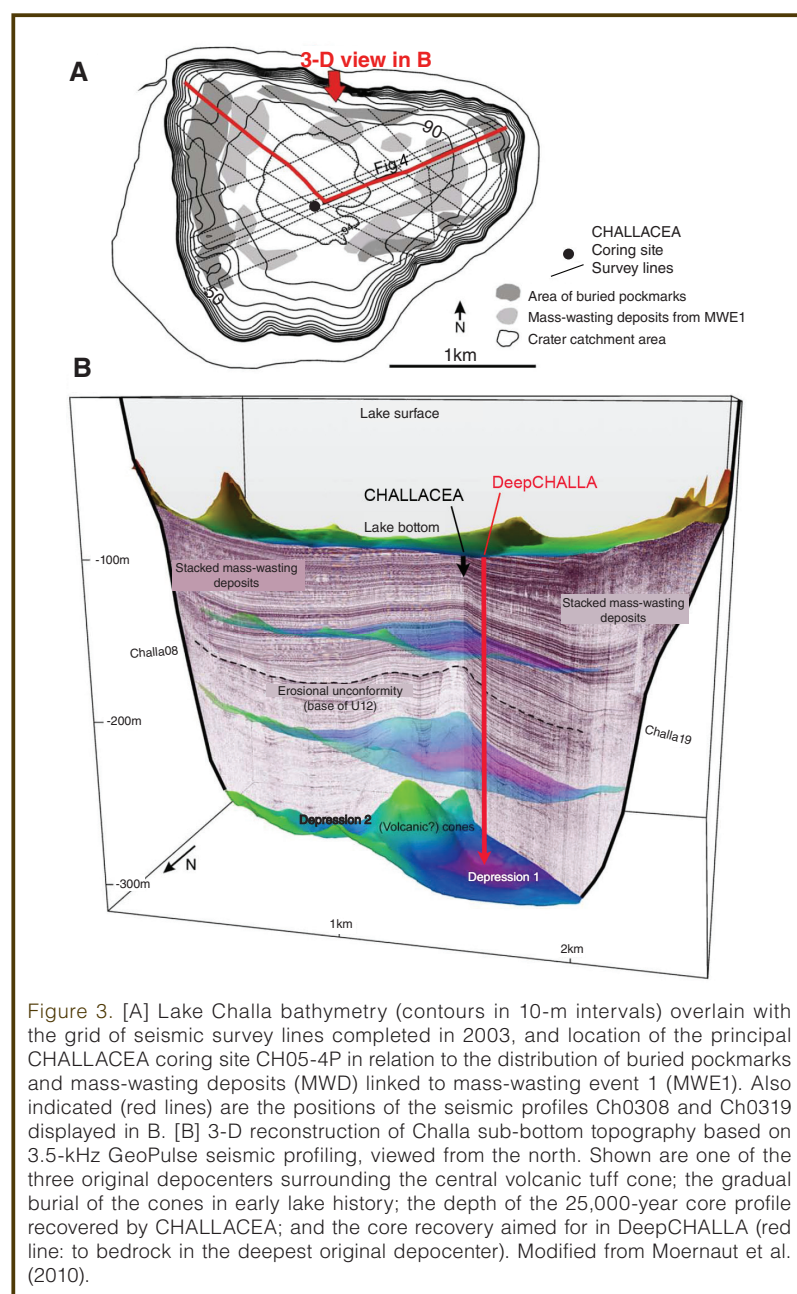 A
3-D view in B
90
Fig 4
50
CHALLACEA
Coring site
Survey lines
Area of buried pockmarks
Mass-wasting deposits from MWE1
Crater catchment area
N
1km
B
Lake surface
CHALLACEA
DeepCHALLA
Lake bottom
-100m
Stacked mass-wasting
deposits
Stacked mass-wasting
deposits
Challa08
Erosional unconformity
(base of U12)
-200m
Challa19
Depression 2
(Volcanic?) cones
N
Depression 1
-300m
1km
2km
Figure 3. [A] Lake Challa bathymetry (contours in 10-m intervals) overlain with
the grid of seismic survey lines completed in 2003, and location of the principal
CHALLACEA coring site CH05-4P in relation to the distribution of buried pockmarks
and mass-wasting deposits (MWD) linked to mass-wasting event 1 (MWE1). Also
indicated (red lines) are the positions of the seismic profiles Ch0308 and Ch0319
displayed in B. [B] 3-D reconstruction of Challa sub-bottom topography based on
3.5-kHz GeoPulse seismic profiling, viewed from the north. Shown are one of the
three original depocenters surrounding the central volcanic tuff cone; the gradual
burial of the cones in early lake history; the depth of the 25,000-year core profile
recovered by CHALLACEA; and the core recovery aimed for in DeepCHALLA (red
line: to bedrock in the deepest original depocenter). Modified from Moernaut et al.
(2010).